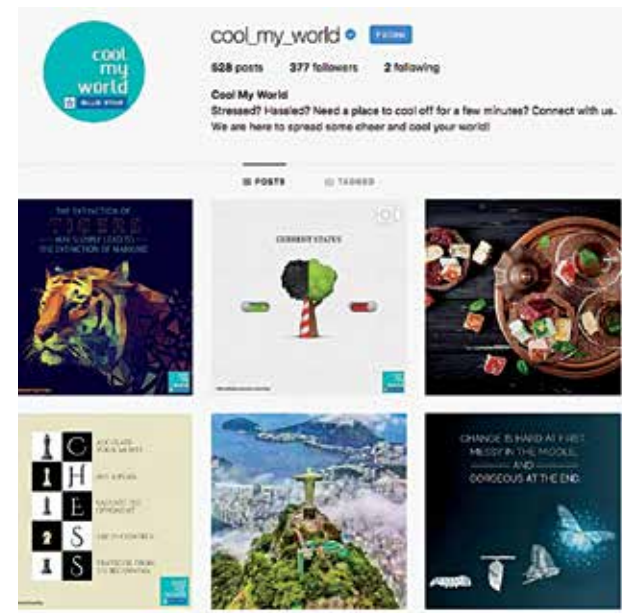 cool
my
world
BLUE STAR
cool_my_world
Follow
528 posts 377 followers 2 following
Cool My World
Stressed? Hassled? Need a place to cool off for a few minutes? Connect with us.
We are here to spread some cheer and cool your world!
POSTS
TAGGED
THE EXTINCTION OF
TIGERS
MAY SIMPLY LEAD TO
THE EXTINCTION OF MANKIND
CURRENT STATUS
C
H
E
S
S
CHANGE IS HARD AT FIRST
MESSY IN THE MIDDLE,
AND
GORGEOUS AT THE END.